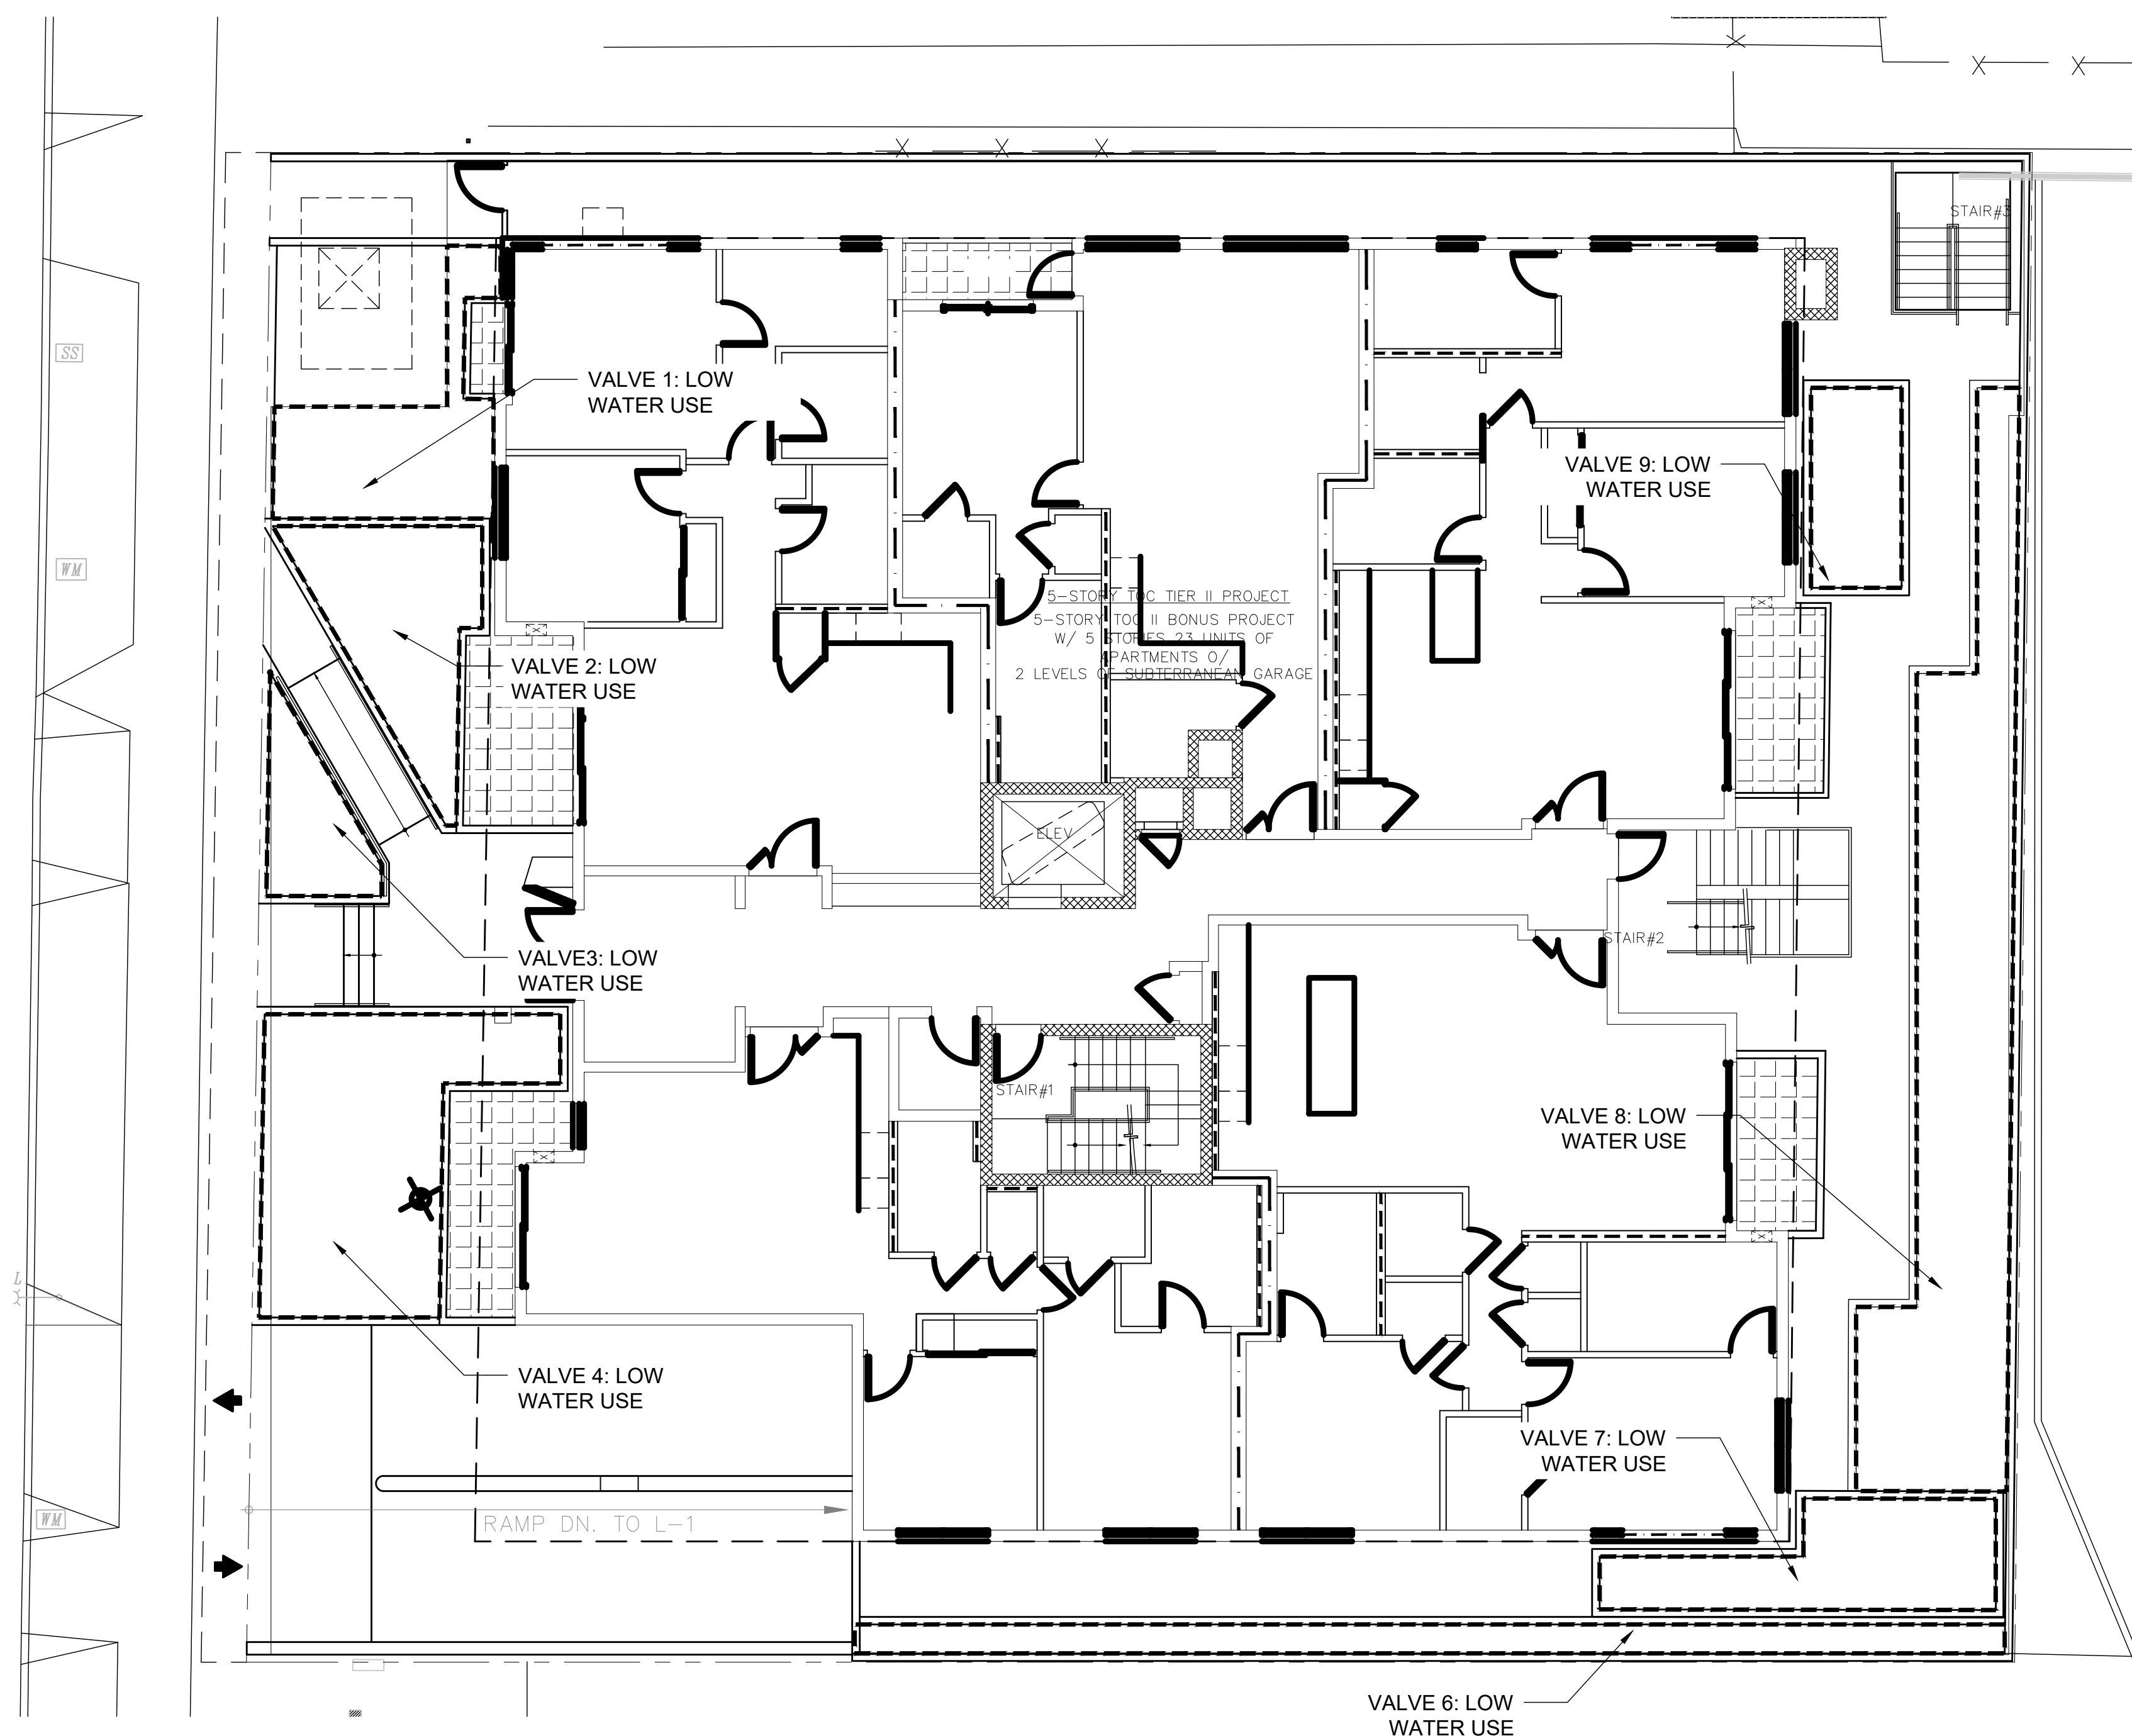 STAIR#3
SS
VALVE 1: LOW
WATER USE
VALVE 9: LOW
WATER USE
WM
5-STORY TOC TIER II PROJECT
5-STORY TOC II BONUS PROJECT
W/ 5 STORIES 23 UNITS OF
APARTMENTS O/
2 LEVELS OF SUBTERRANEAN GARAGE
VALVE 2: LOW
WATER USE
ELEV
STAIR#2
VALVE3: LOW
WATER USE
STAIR#1
VALVE 8: LOW
WATER USE
L
VALVE 4: LOW
WATER USE
VALVE 7: LOW
WATER USE
WM
RAMP DN. TO L-1
VALVE 6: LOW
WATER USE